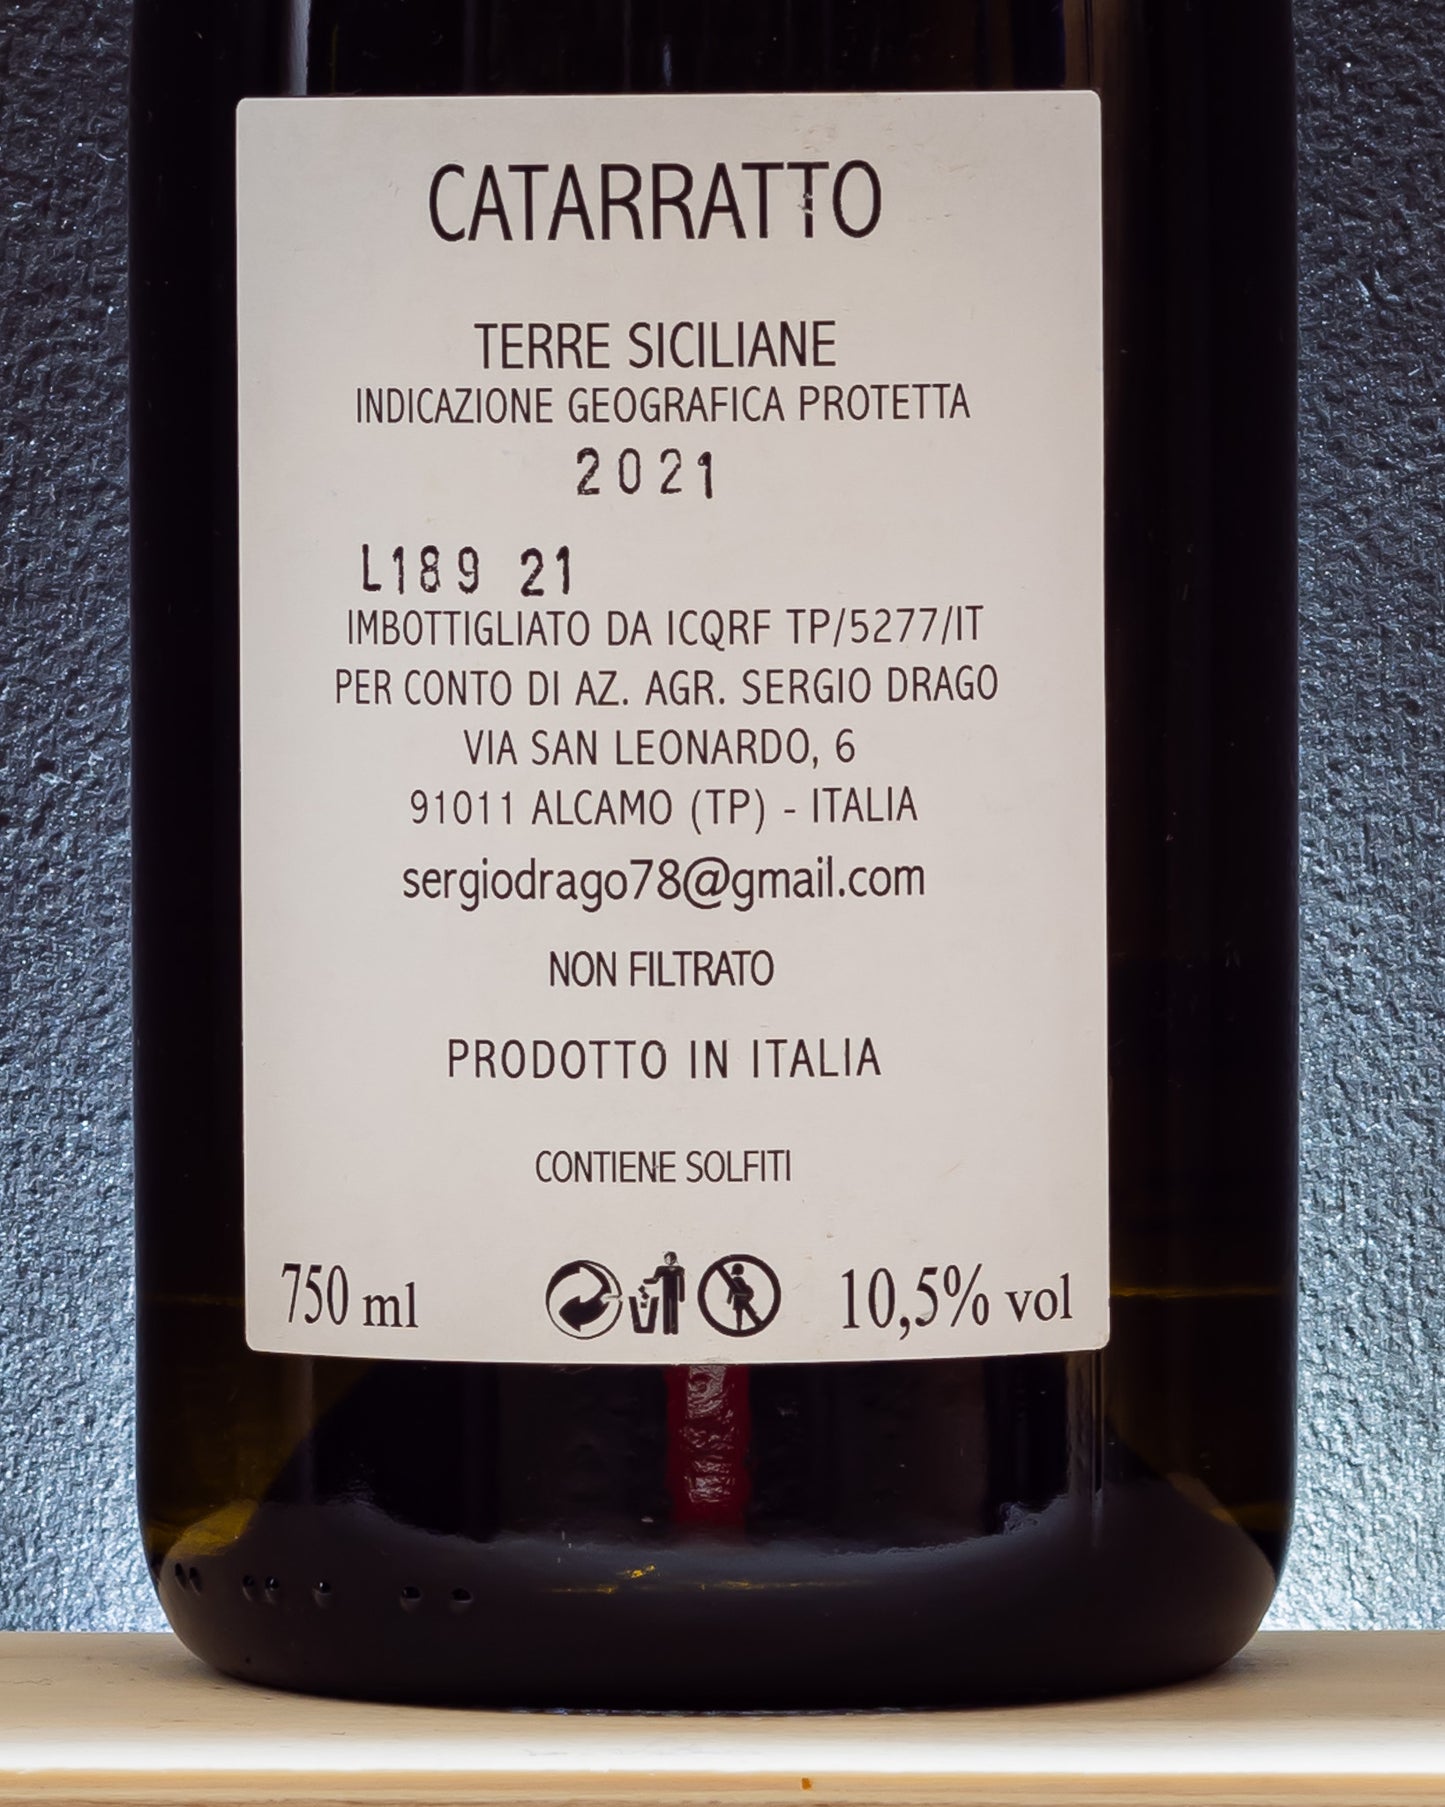 CATARRATTO
TERRE SICILIANE
INDICAZIONE GEOGRAFICA PROTETTA
2021
L189 21
IMBOTTIGLIATO DA ICQRF TP/5277/IT
PER CONTO DI AZ. AGR. SERGIO DRAGO
VIA SAN LEONARDO, 6
91011 ALCAMO (TP) - ITALIA
sergiodrago78@gmail.com
NON FILTRATO
PRODOTTO IN ITALIA
CONTIENE SOLFITI
750 ml 10,5% vol